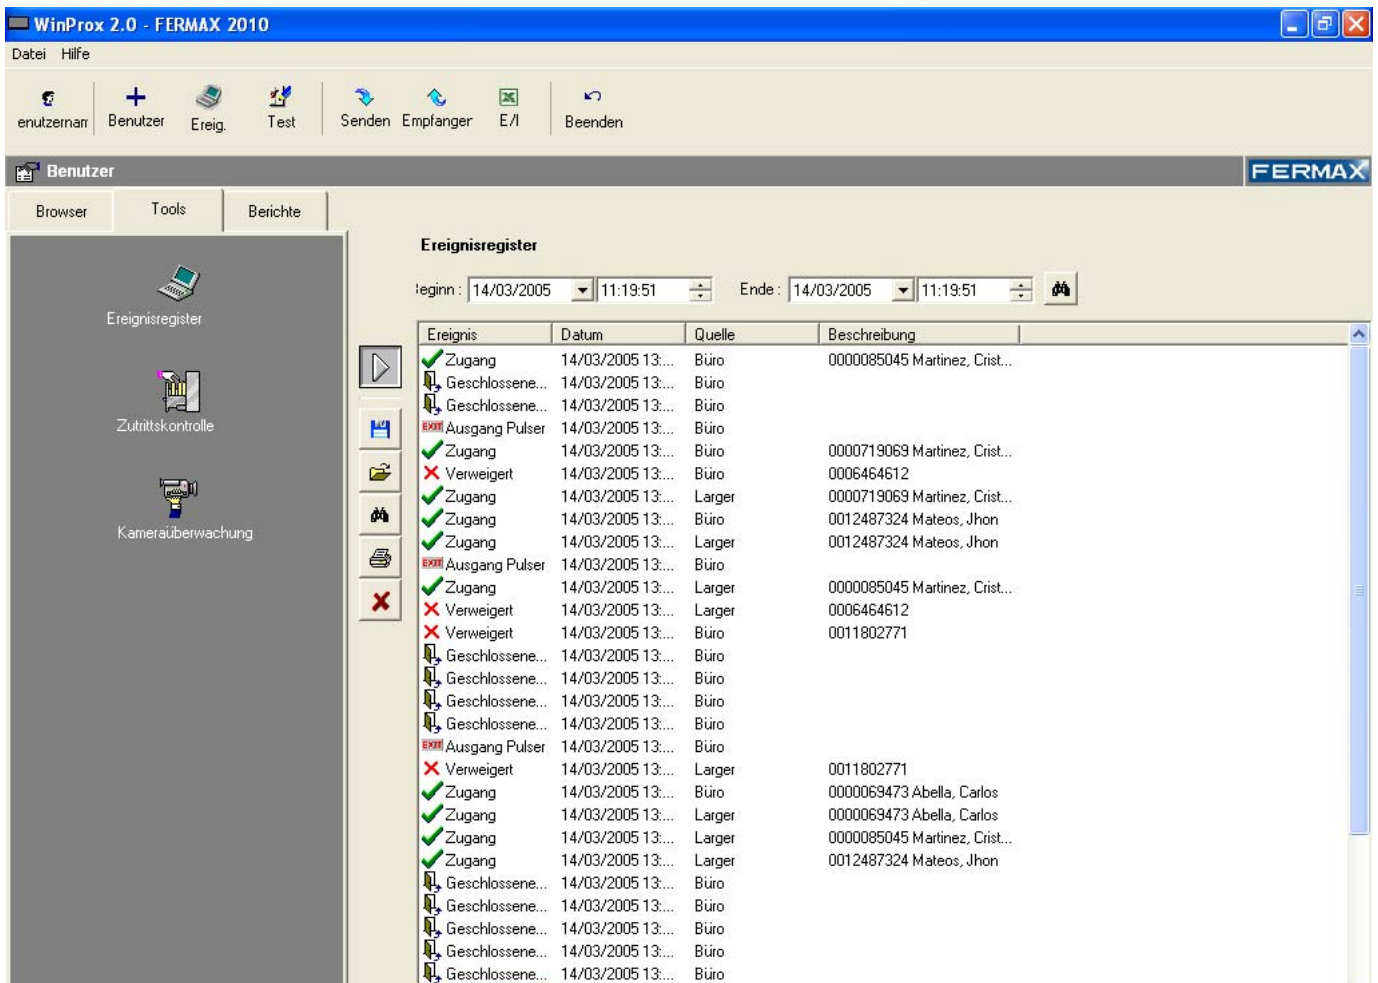 WinProx 2.0 - FERMAX 2010
Datei Hilfe
enutzernam Benutzer Ereig. Test Senden Empfanger E/I Beenden
Benutzer FERMAX
Browser Tools Berichte
Ereignisregister
Zutrittskontrolle
Kameraüberwachung
Ereignisregister
eginn : 14/03/2005 11:19:51 Ende : 14/03/2005 11:19:51
Ereignis Datum Quelle Beschreibung
Zugang 14/03/2005 13:... Büro 0000085045 Martinez, Crist...
Geschlossene... 14/03/2005 13:... Büro
Geschlossene... 14/03/2005 13:... Büro
EXIT Ausgang Pulser 14/03/2005 13:... Büro
Zugang 14/03/2005 13:... Büro 0000719069 Martinez, Crist...
Verweigert 14/03/2005 13:... Büro 0006464612
Zugang 14/03/2005 13:... Larger 0000719069 Martinez, Crist...
Zugang 14/03/2005 13:... Büro 0012487324 Mateos, Jhon
Zugang 14/03/2005 13:... Larger 0012487324 Mateos, Jhon
EXIT Ausgang Pulser 14/03/2005 13:... Büro
Zugang 14/03/2005 13:... Larger 0000085045 Martinez, Crist...
Verweigert 14/03/2005 13:... Larger 0006464612
Verweigert 14/03/2005 13:... Büro 0011802771
Geschlossene... 14/03/2005 13:... Büro
Geschlossene... 14/03/2005 13:... Büro
Geschlossene... 14/03/2005 13:... Büro
Geschlossene... 14/03/2005 13:... Büro
EXIT Ausgang Pulser 14/03/2005 13:... Büro
Verweigert 14/03/2005 13:... Larger 0011802771
Zugang 14/03/2005 13:... Büro 0000069473 Abella, Carlos
Zugang 14/03/2005 13:... Larger 0000069473 Abella, Carlos
Zugang 14/03/2005 13:... Larger 0000085045 Martinez, Crist...
Zugang 14/03/2005 13:... Larger 0012487324 Mateos, Jhon
Geschlossene... 14/03/2005 13:... Büro
Geschlossene... 14/03/2005 13:... Büro
Geschlossene... 14/03/2005 13:... Büro
Geschlossene... 14/03/2005 13:... Büro
Geschlossene... 14/03/2005 13:... Büro